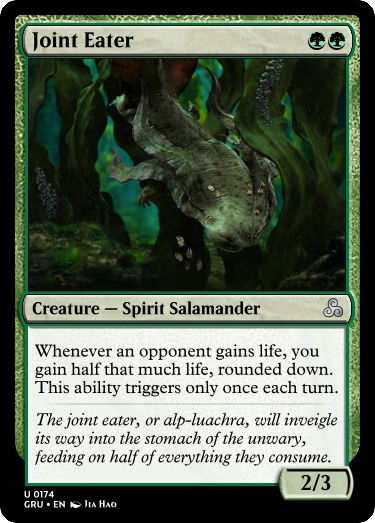 Joint Eater
Creature — Spirit Salamander
Whenever an opponent gains life, you
gain half that much life, rounded down.
This ability triggers only once each turn.
The joint eater, or alp-luachra, will inveigle
its way into the stomach of the unwary,
feeding on half of everything they consume.
2/3
U 0174
GRU • EN Jia Hao